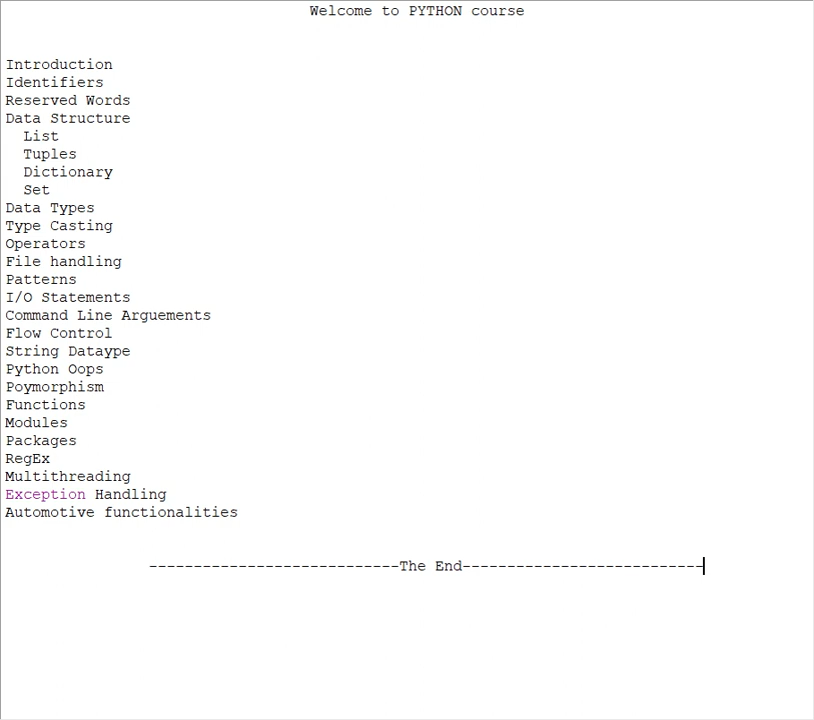 Welcome to PYTHON course
Introduction
Identifiers
Reserved Words
Data Structure
List
Tuples
Dictionary
Set
Data Types
Type Casting
Operators
File handling
Patterns
I/O Statements
Command Line Arguements
Flow Control
String Dataype
Python Oops
Poymorphism
Functions
Modules
Packages
RegEx
Multithreading
Exception Handling
Automotive functionalities
----------------------------The End---------------------------